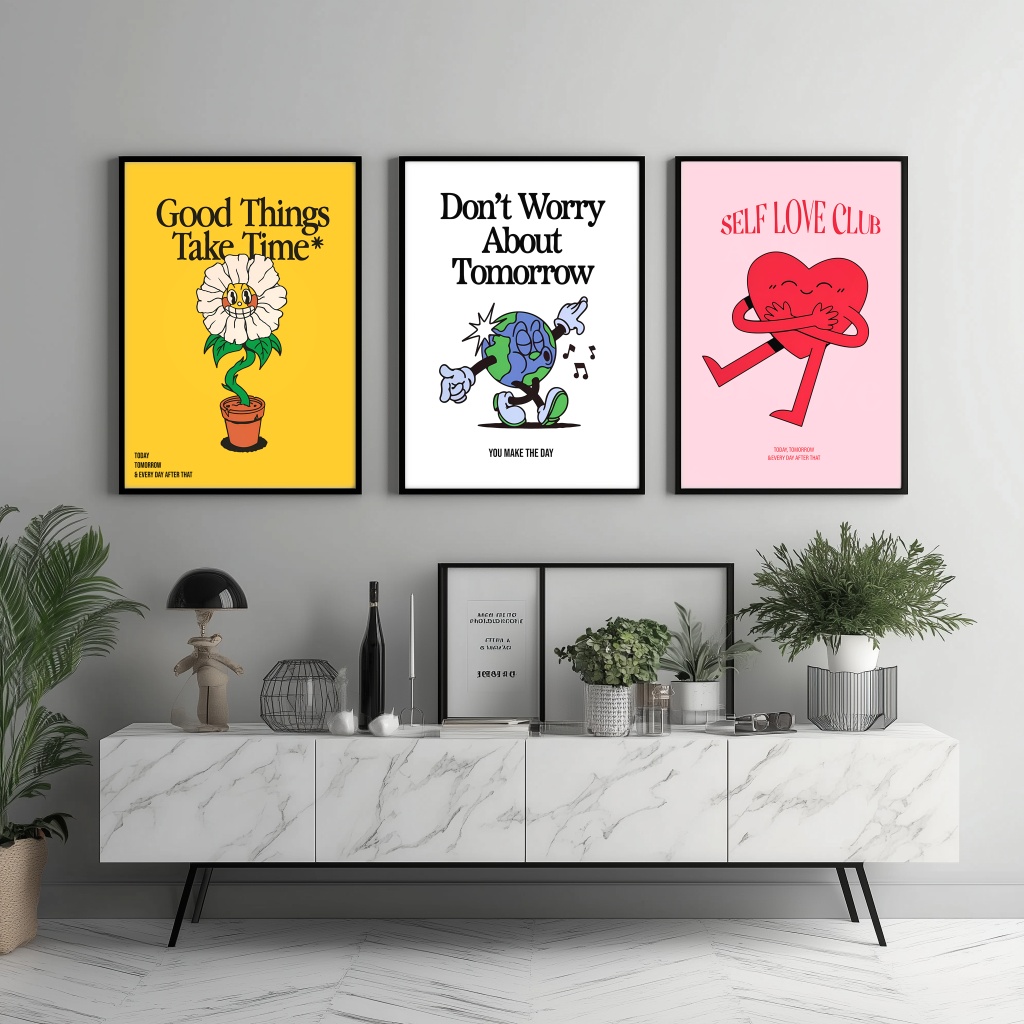 Good Things
Take Time*
TODAY
TOMORROW
& EVERY DAY AFTER THAT
Don't Worry
About
Tomorrow
YOU MAKE THE DAY
SELF LOVE CLUB
TODAY, TOMORROW
& EVERY DAY AFTER THAT